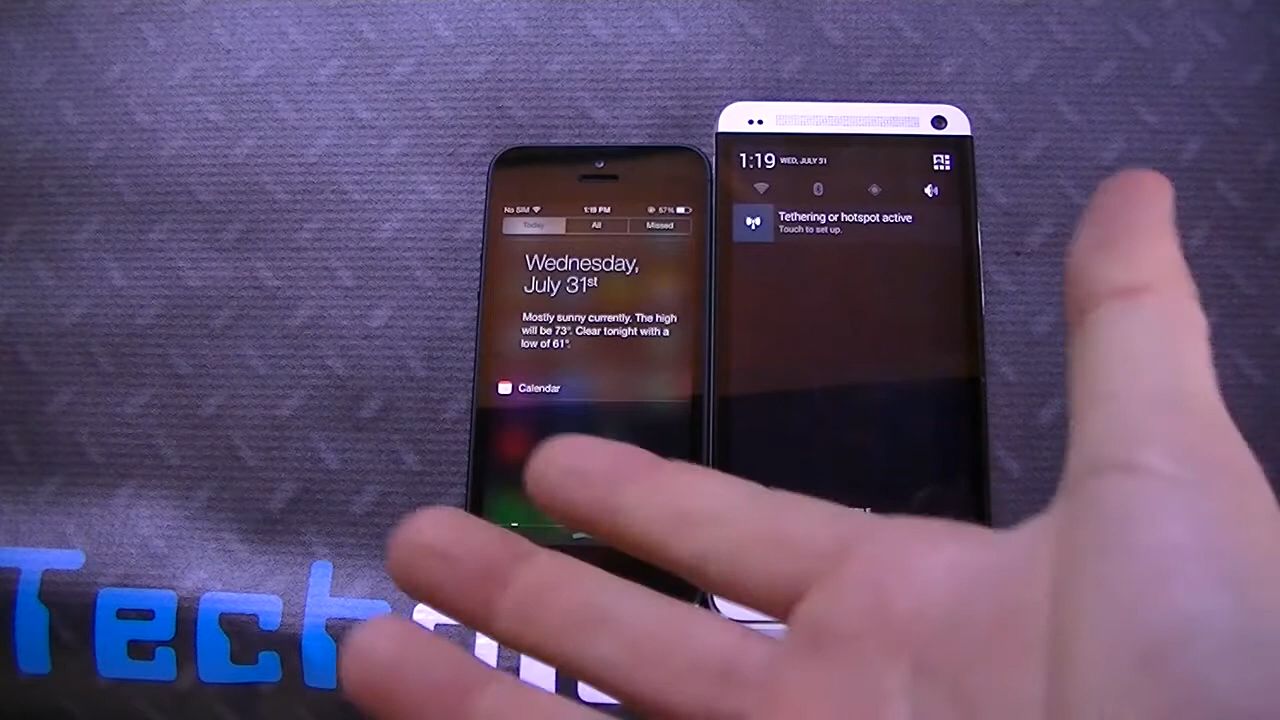 No SIM 1:19 PM 57%
Today All Missed
Wednesday,
July 31st
Mostly sunny currently. The high
will be 73°. Clear tonight with a
low of 61°.
Calendar
1:19 WED, JULY 31
Tethering or hotspot active
Touch to set up.
Tech